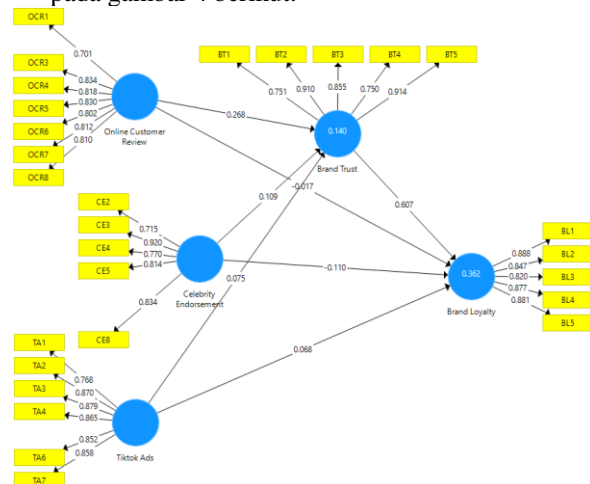 pada gambar 4 berikut.
OCR1
0.701
OCR3
OCR4
OCR5
OCR6
OCR7
OCR8
0.834
0.818
0.830
0.802
0.812
0.810
Online Customer
Review
BT1
BT2
BT3
BT4
BT5
0.751
0.910
0.855
0.750
0.914
0.140
Brand Trust
0.268
-0.017
0.109
0.607
CE2
CE3
CE4
CE5
CE8
0.715
0.920
0.770
0.814
0.834
Celebrity
Endorsement
-0.110
0.075
0.362
Brand Loyalty
BL1
BL2
BL3
BL4
BL5
0.888
0.847
0.820
0.877
0.881
TA1
TA2
TA3
TA4
TA6
TA7
0.768
0.870
0.879
0.865
0.852
0.858
Tiktok Ads
0.068